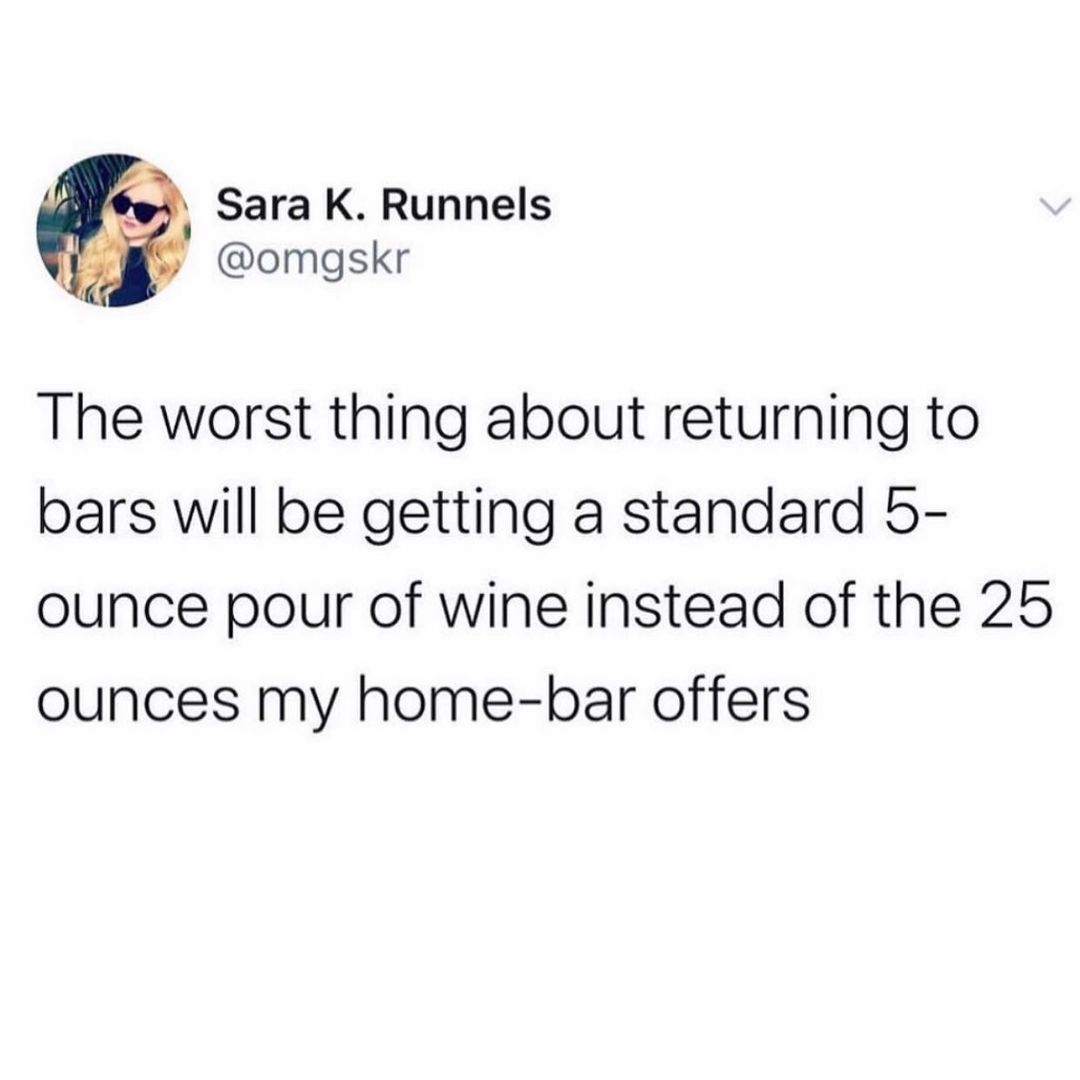 Sara K. Runnels
@omgskr
The worst thing about returning to
bars will be getting a standard 5-
ounce pour of wine instead of the 25
ounces my home-bar offers